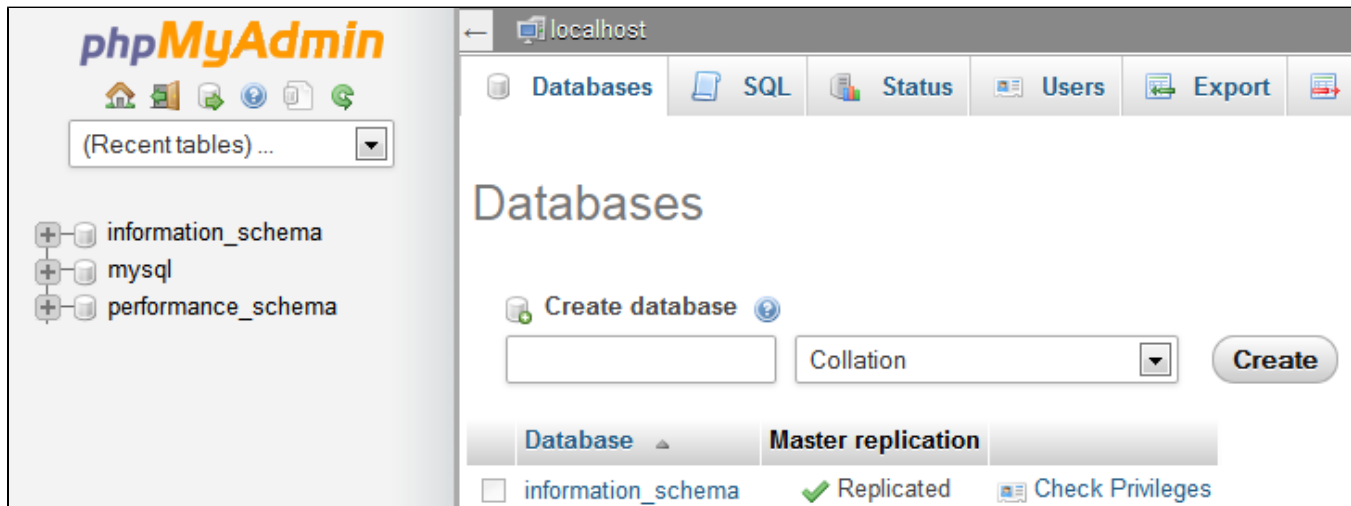 phpMyAdmin
(Recent tables) ...
information_schema
mysql
performance_schema
localhost
Databases SQL Status Users Export
Databases
Create database
Collation Create
Database Master replication
information_schema Replicated Check Privileges